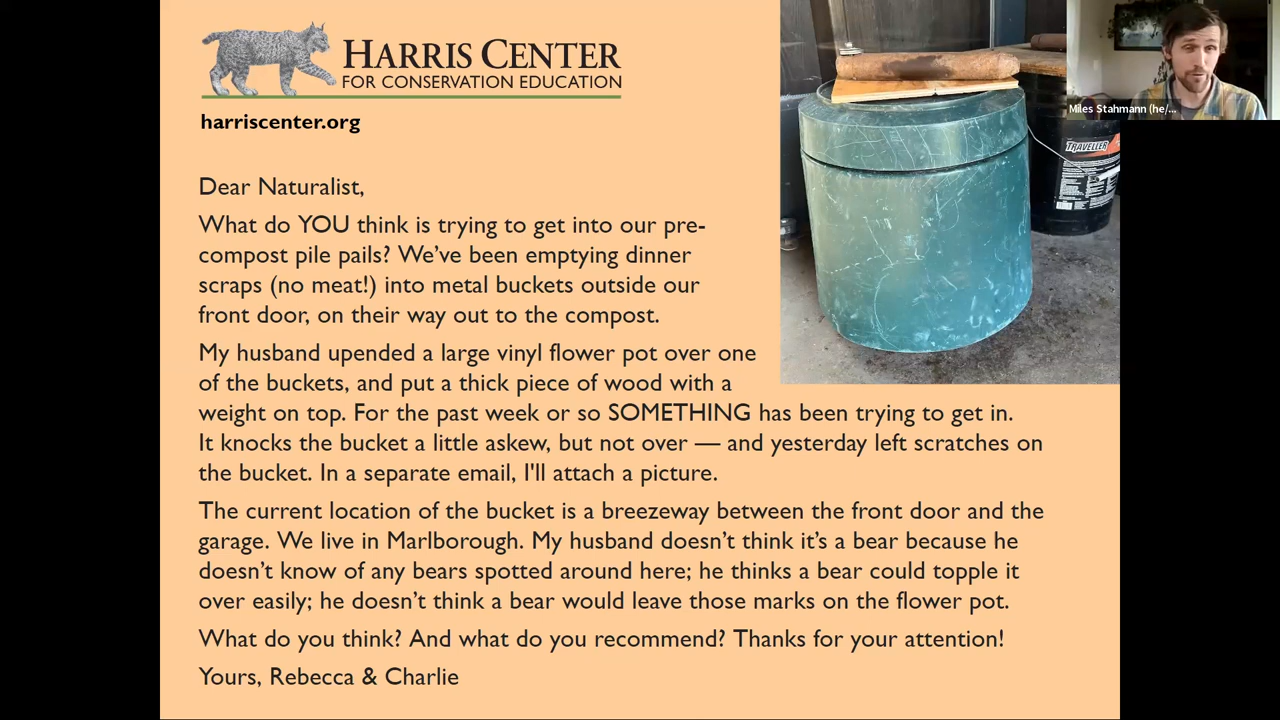 HARRIS CENTER
FOR CONSERVATION EDUCATION
harriscenter.org
Miles Stahmann (he/...
TRAVELLER
Dear Naturalist,
What do YOU think is trying to get into our pre-
compost pile pails? We’ve been emptying dinner
scraps (no meat!) into metal buckets outside our
front door, on their way out to the compost.
My husband upended a large vinyl flower pot over one
of the buckets, and put a thick piece of wood with a
weight on top. For the past week or so SOMETHING has been trying to get in.
It knocks the bucket a little askew, but not over — and yesterday left scratches on
the bucket. In a separate email, I'll attach a picture.
The current location of the bucket is a breezeway between the front door and the
garage. We live in Marlborough. My husband doesn’t think it’s a bear because he
doesn’t know of any bears spotted around here; he thinks a bear could topple it
over easily; he doesn’t think a bear would leave those marks on the flower pot.
What do you think? And what do you recommend? Thanks for your attention!
Yours, Rebecca & Charlie